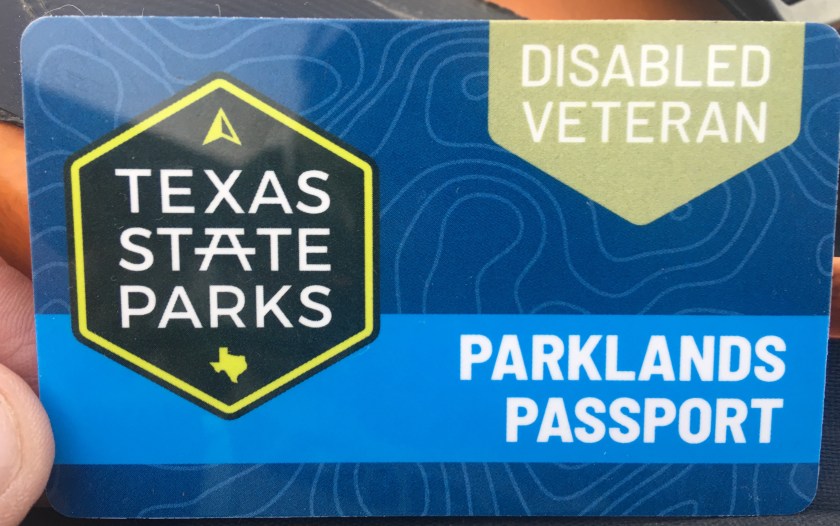 DISABLED
VETERAN
TEXAS
STATE
PARKS
PARKLANDS
PASSPORT